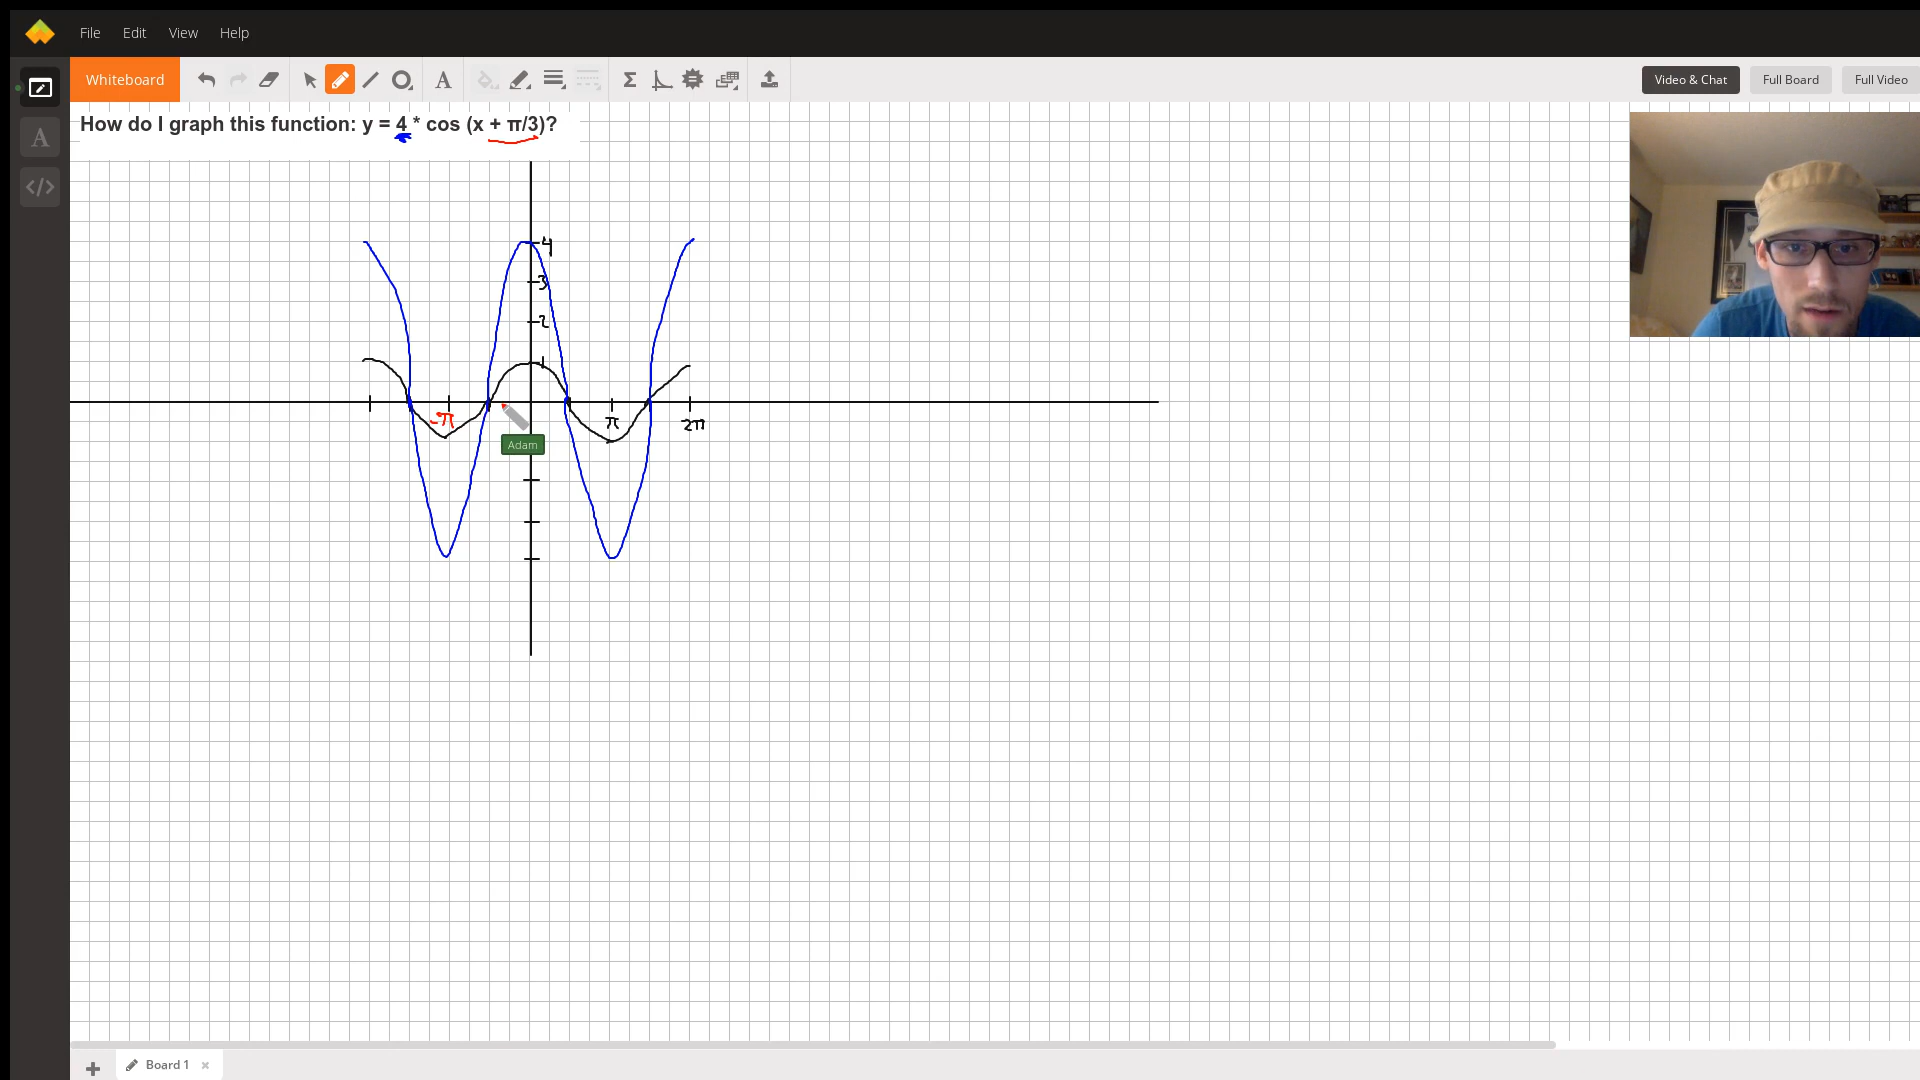 File Edit View Help
Whiteboard A Video & Chat Full Board Full Video
How do I graph this function: y = 4 * cos (x + π/3)?
A
</>
4
3
2
1
-π π 2π
Adam
Board 1